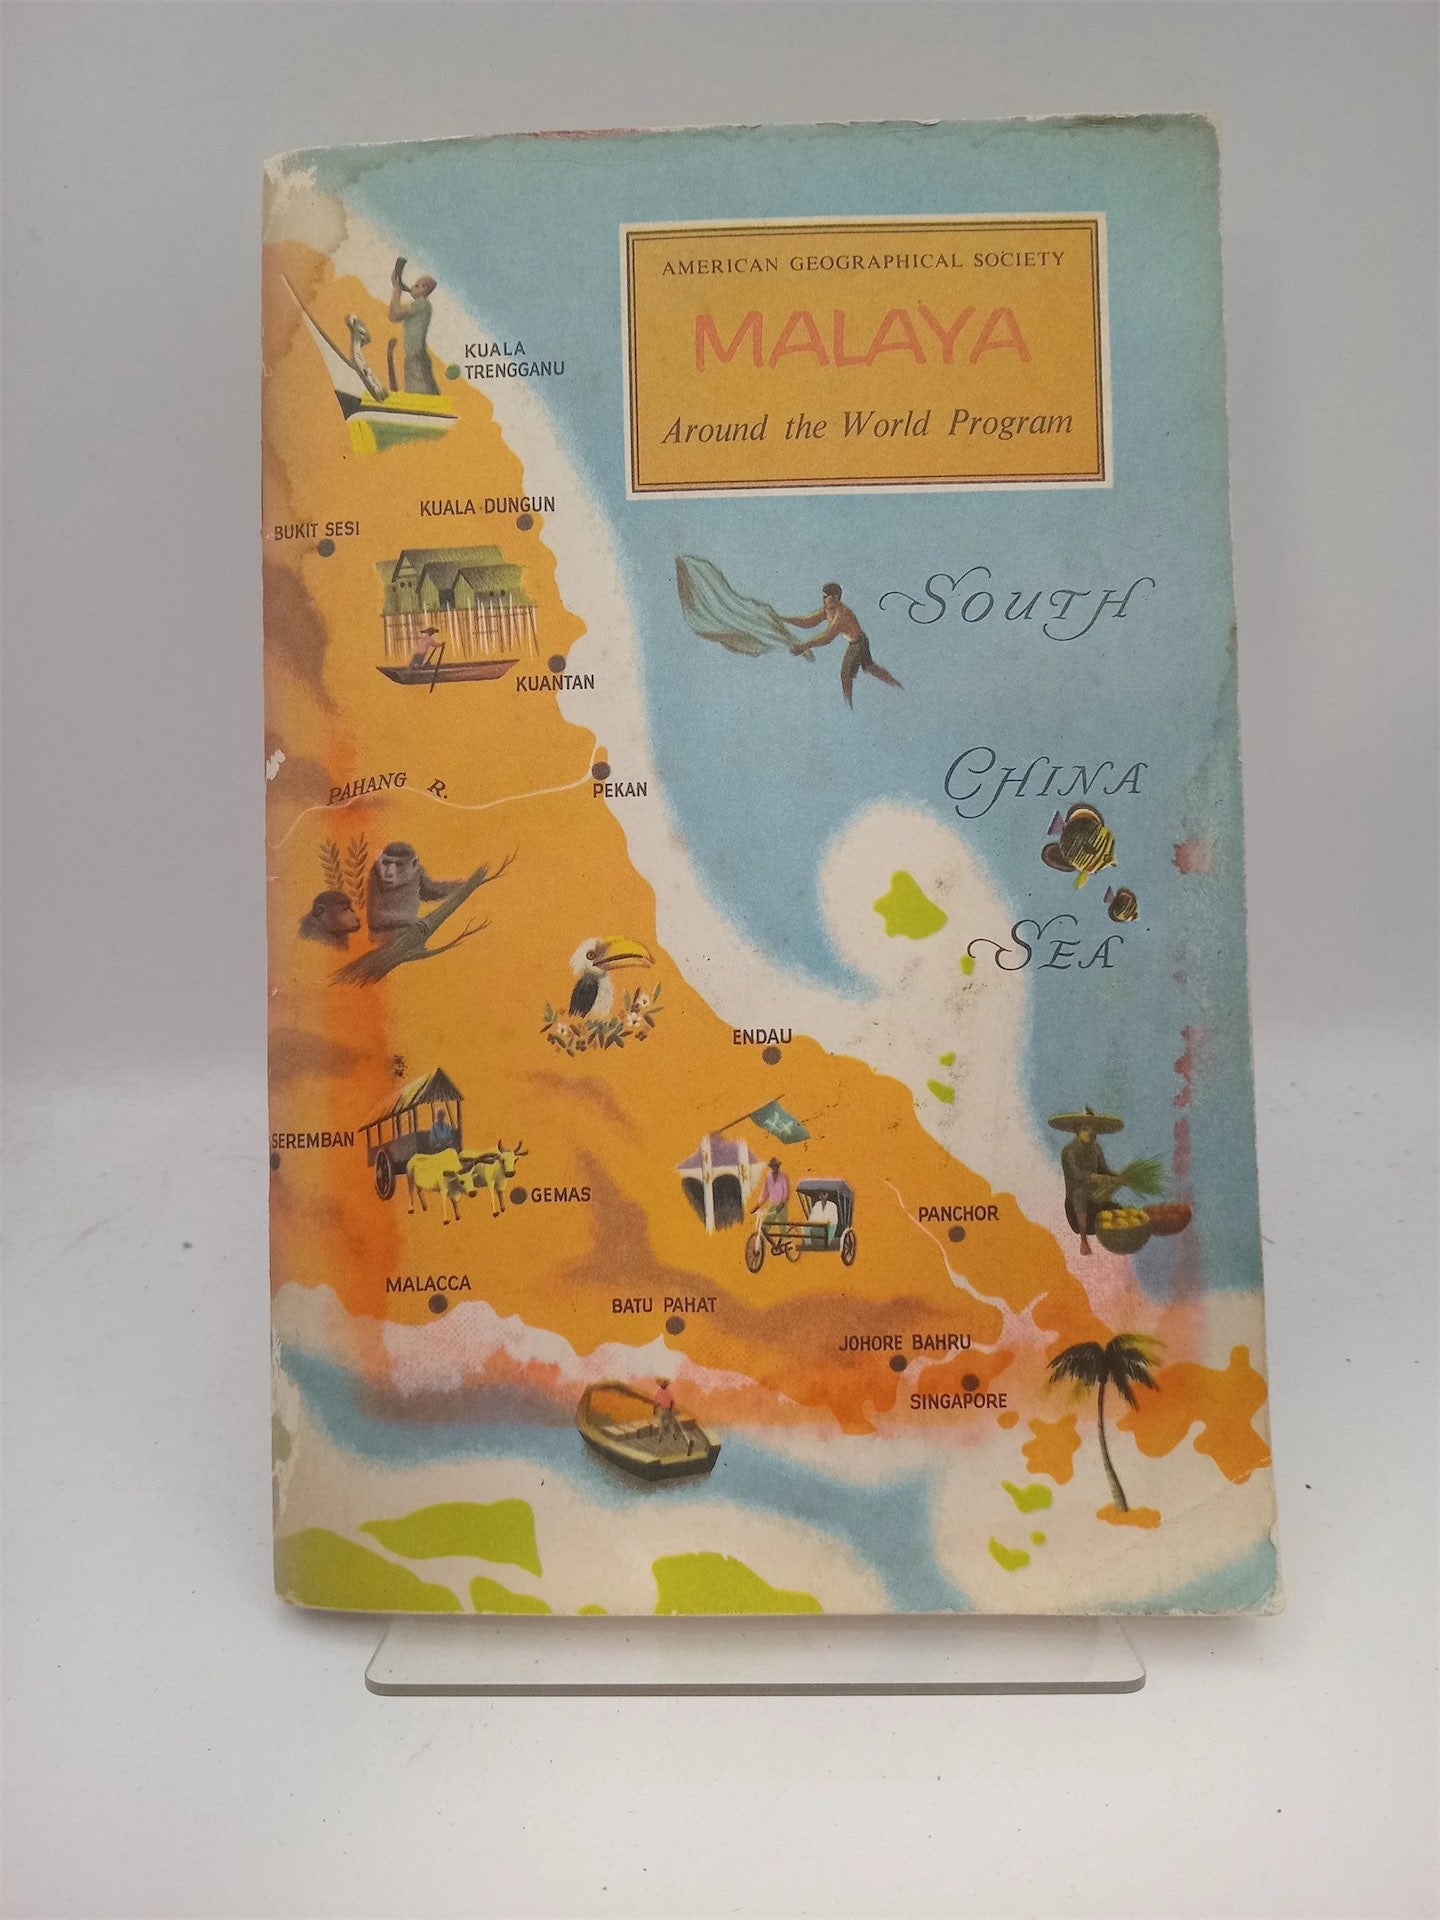 AMERICAN GEOGRAPHICAL SOCIETY
MALAYA
Around the World Program
KUALA
TRENGGANU
KUALA DUNGUN
BUKIT SESI
KUANTAN
SOUTH
CHINA
SEA
PAHANG R.
PEKAN
ENDAU
SEREMBAN
GEMAS
PANCHOR
MALACCA
BATU PAHAT
JOHORE BAHRU
SINGAPORE